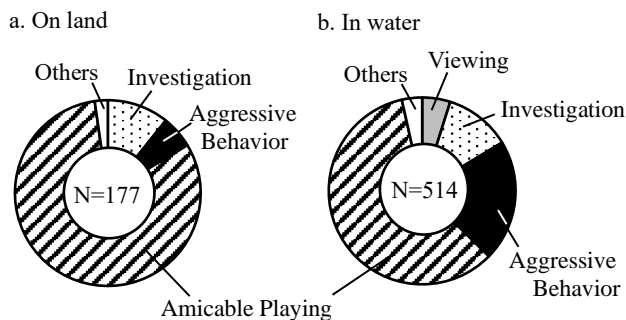 a. On land
Others
Investigation
Aggressive
Behavior
N=177
b. In water
Others
Viewing
Investigation
N=514
Aggressive
Behavior
Amicable Playing